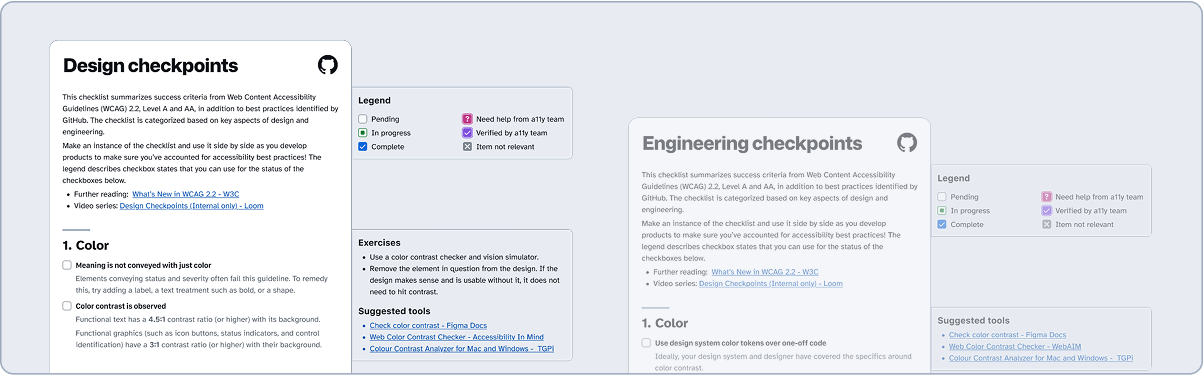 Design checkpoints
This checklist summarizes success criteria from Web Content Accessibility
Guidelines (WCAG) 2.2, Level A and AA, in addition to best practices identified by
GitHub. The checklist is categorized based on key aspects of design and
engineering.
Make an instance of the checklist and use it side by side as you develop
products to make sure you've accounted for accessibility best practices! The
legend describes checkbox states that you can use for the status of the
checkboxes below.
• Further reading: What's New in WCAG 2.2 - W3C
• Video series: Design Checkpoints (Internal only) - Loom
1. Color
Meaning is not conveyed with just color
Elements conveying status and severity often fail this guideline. To remedy
this, try adding a label, a text treatment such as bold, or a shape.
Color contrast is observed
Functional text has a 4.5:1 contrast ratio (or higher) with its background.
Functional graphics (such as icon buttons, status indicators, and control
identification) have a 3:1 contrast ratio (or higher) with their background.
Legend
Pending
? Need help from a11y team
In progress
Verified by a11y team
Complete
Item not relevant
Exercises
• Use a color contrast checker and vision simulator.
• Remove the element in question from the design. If the
design makes sense and is usable without it, it does not
need to hit contrast.
Suggested tools
• Check color contrast - Figma Docs
• Web Color Contrast Checker - Accessibility In Mind
• Colour Contrast Analyzer for Mac and Windows - TGPi
Engineering checkpoints
This checklist summarizes success criteria from Web Content Accessibility
Guidelines (WCAG) 2.2, Level A and AA, in addition to best practices identified by
GitHub. The checklist is categorized based on key aspects of design and
engineering.
Make an instance of the checklist and use it side by side as you develop
products to make sure you've accounted for accessibility best practices! The
legend describes checkbox states that you can use for the status of the
checkboxes below.
• Further reading: What's New in WCAG 2.2 - W3C
• Video series: Design Checkpoints (Internal only) - Loom
1. Color
Use design system color tokens over one-off code
Ideally, your design system and designer have covered the specifics around
color contrast.
Legend
Pending
? Need help from a11y team
In progress
Verified by a11y team
Complete
Item not relevant
Suggested tools
• Check color contrast - Figma Docs
• Web Color Contrast Checker - WebAIM
• Colour Contrast Analyzer for Mac and Windows - TGPi